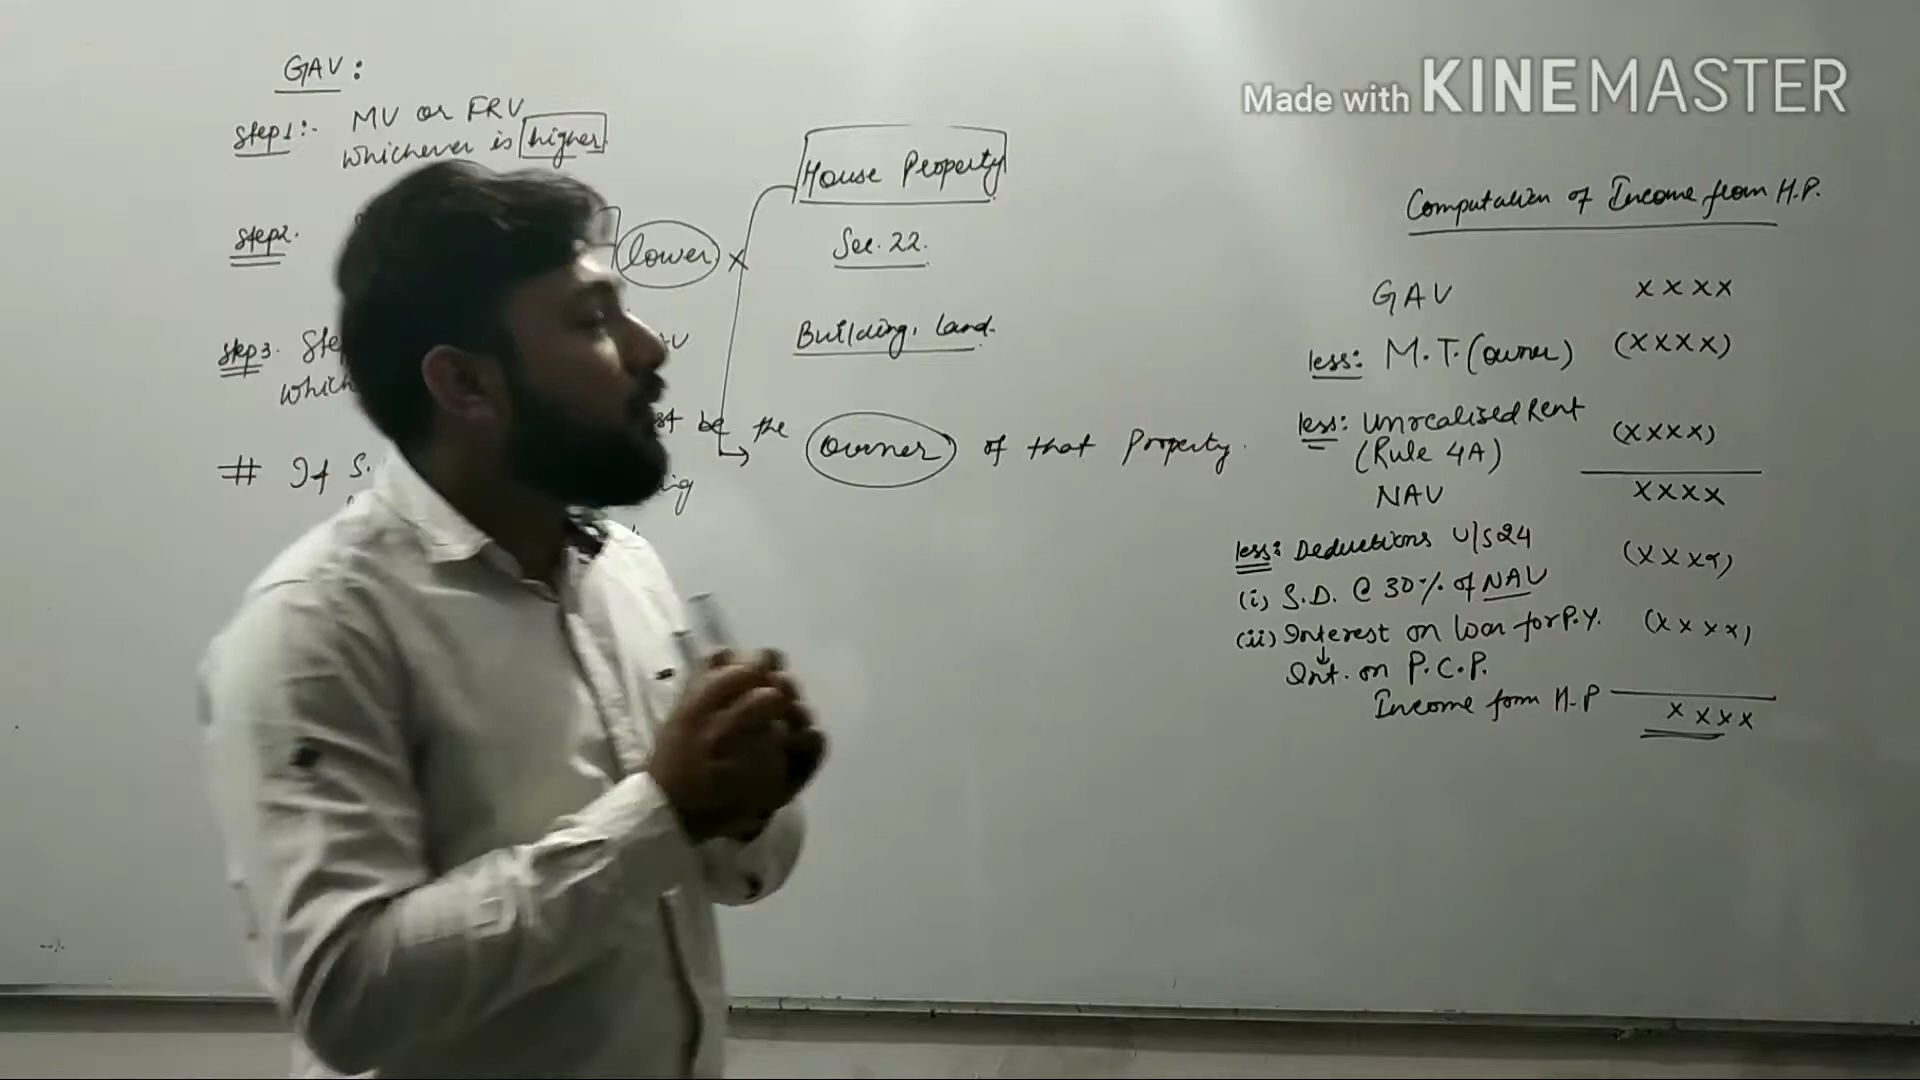 GAV:
Step1:- MV or FRV
whichever is higher
Step2. lower
Step3. Ste
which
# If S.
House Property
Sec. 22.
Building, land.
be the owner of that Property.
Made with KINEMASTER
Computation of Income from H.P.
GAV xxxx
less: M.T. (owner) (xxxx)
less: Unrealised Rent
(Rule 4A) (xxxx)
NAV xxxx
less: Deductions U/S24 (xxxx)
(i) S.D. @ 30% of NAV
(ii) Interest on loan for P.Y. (xxxx)
Int. on P.C.P.
Income from H.P xxxx